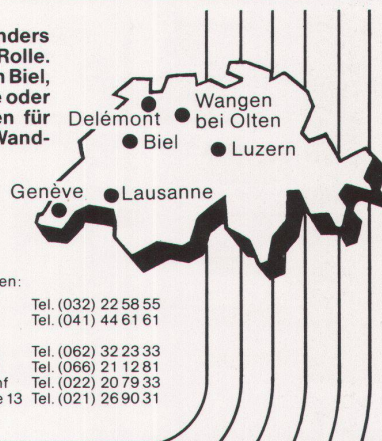 nders
Rolle.
Biel,
oder
en für
Wand-
Wangen
Delémont bei Olten
Biel
Luzern
Genève Lausanne
en:
Tel. (032) 22 58 55
Tel. (041) 44 61 61
Tel. (062) 32 23 33
Tel. (066) 21 12 81
nf Tel. (022) 20 79 33
e 13 Tel. (021) 26 90 31